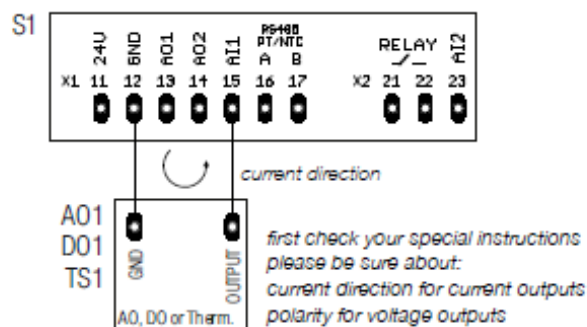 S1
24V GND AO1 AO2 AI1 RS485 PT/NTC A B RELAY AI2
X1 11 12 13 14 15 16 17 X2 21 22 23
current direction
AO1
DO1
TS1
GND OUTPUT
AO, DO or Therm.
first check your special instructions
please be sure about:
current direction for current outputs
polarity for voltage outputs